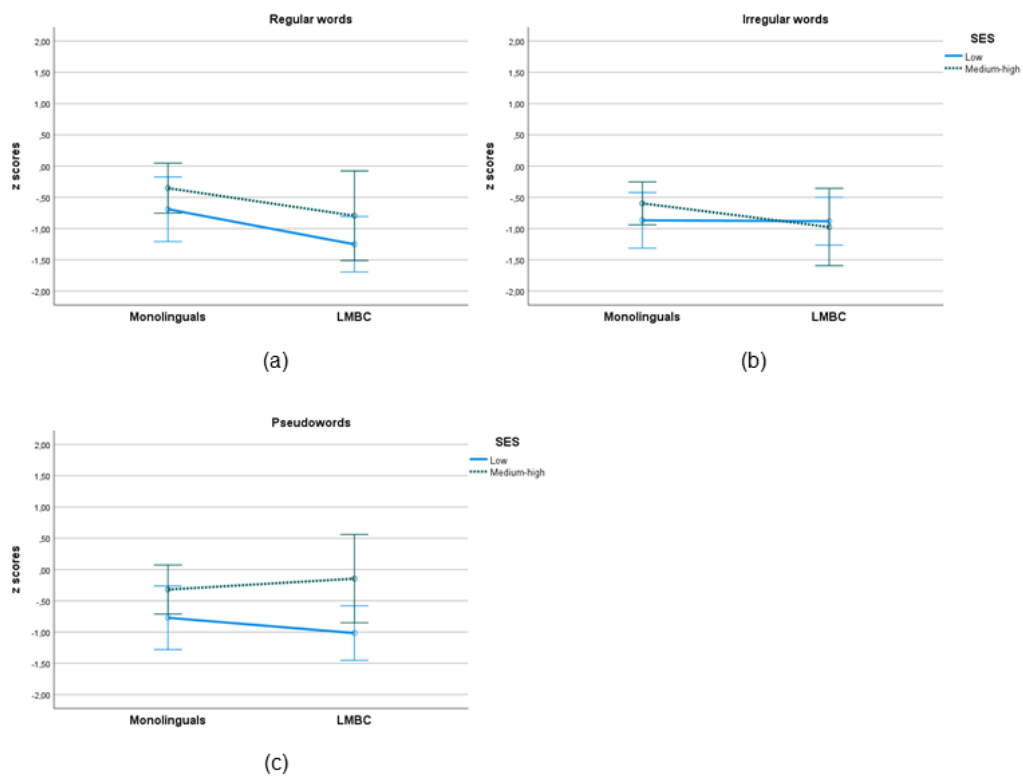 Regular words
2,00
1,50
1,00
,50
,00
-,50
-1,00
-1,50
-2,00
z scores
Monolinguals LMBC
(a)
Irregular words
2,00
1,50
1,00
,50
,00
-,50
-1,00
-1,50
-2,00
z scores
Monolinguals LMBC
SES
Low
Medium-high
(b)
Pseudowords
2,00
1,50
1,00
,50
,00
-,50
-1,00
-1,50
-2,00
z scores
Monolinguals LMBC
SES
Low
Medium-high
(c)